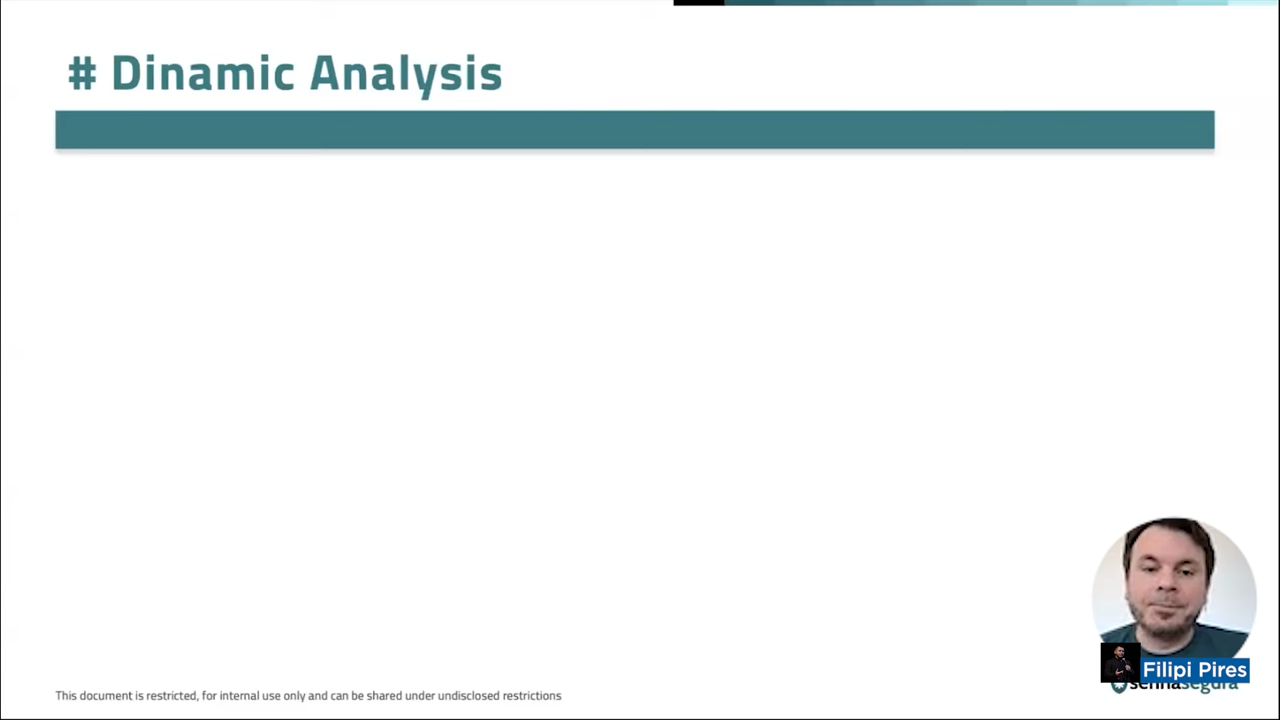 # Dinamic Analysis
Filipi Pires
senhasegura
This document is restricted, for internal use only and can be shared under undisclosed restrictions